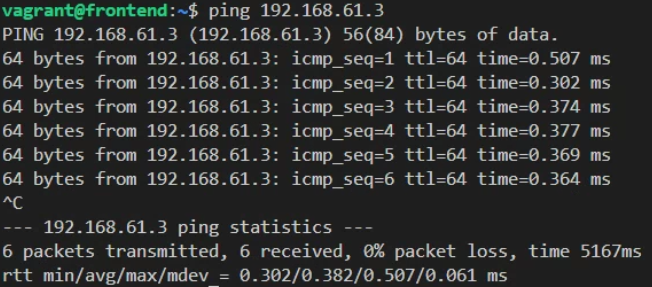 vagrant@frontend:~$ ping 192.168.61.3
PING 192.168.61.3 (192.168.61.3) 56(84) bytes of data.
64 bytes from 192.168.61.3: icmp_seq=1 ttl=64 time=0.507 ms
64 bytes from 192.168.61.3: icmp_seq=2 ttl=64 time=0.302 ms
64 bytes from 192.168.61.3: icmp_seq=3 ttl=64 time=0.374 ms
64 bytes from 192.168.61.3: icmp_seq=4 ttl=64 time=0.377 ms
64 bytes from 192.168.61.3: icmp_seq=5 ttl=64 time=0.369 ms
64 bytes from 192.168.61.3: icmp_seq=6 ttl=64 time=0.364 ms
^C
--- 192.168.61.3 ping statistics ---
6 packets transmitted, 6 received, 0% packet loss, time 5167ms
rtt min/avg/max/mdev = 0.302/0.382/0.507/0.061 ms